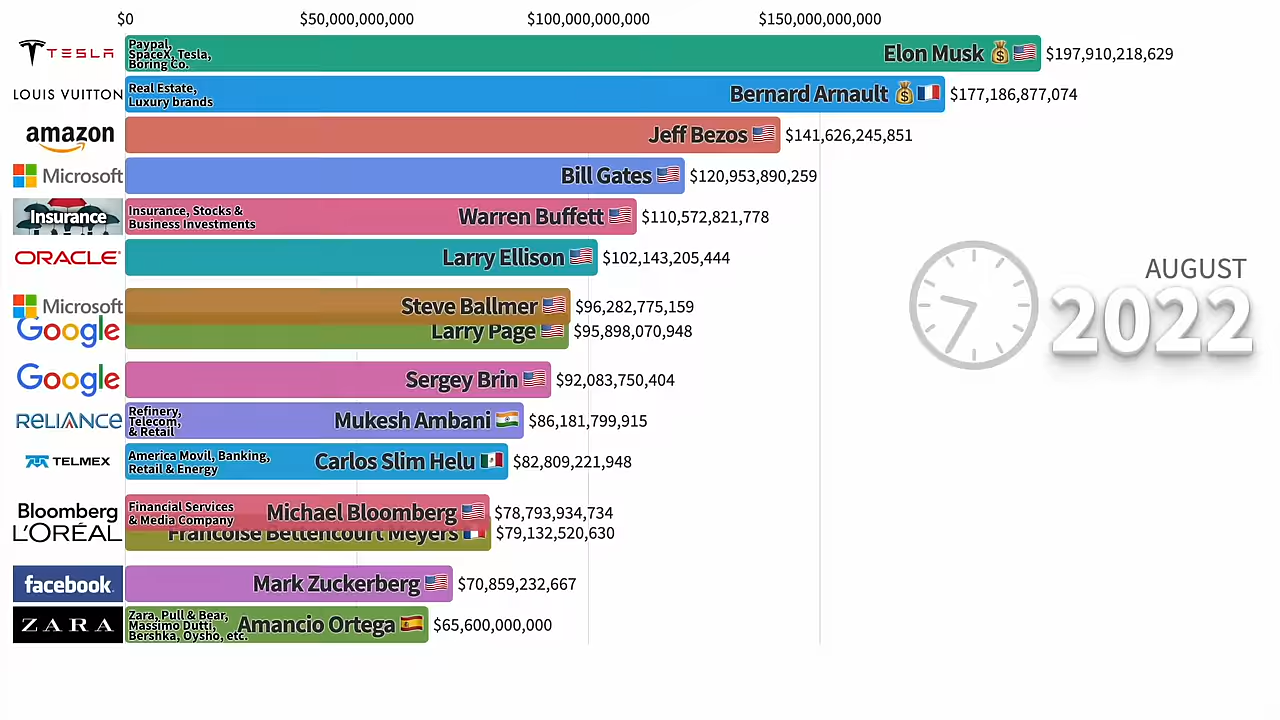 $0 $50,000,000,000 $100,000,000,000 $150,000,000,000
TESLA
Paypal,
SpaceX, Tesla,
Boring Co.
Elon Musk $197,910,218,629
LOUIS VUITTON
Real Estate,
Luxury brands
Bernard Arnault $177,186,877,074
amazon
Jeff Bezos $141,626,245,851
Microsoft
Bill Gates $120,953,890,259
Insurance
Insurance, Stocks &
Business Investments
Warren Buffett $110,572,821,778
ORACLE
Larry Ellison $102,143,205,444
AUGUST
2022
Microsoft
Steve Ballmer $96,282,775,159
Google
Larry Page $95,898,070,948
Google
Sergey Brin $92,083,750,404
RELIANCE
Refinery,
Telecom,
& Retail
Mukesh Ambani $86,181,799,915
TELMEX
America Movil, Banking,
Retail & Energy
Carlos Slim Helu $82,809,221,948
Bloomberg
Financial Services
& Media Company
Michael Bloomberg $78,793,934,734
L'ORÉAL
Francoise Bettencourt Meyers $79,132,520,630
facebook
Mark Zuckerberg $70,859,232,667
ZARA
Zara, Pull & Bear,
Massimo Dutti,
Bershka, Oysho, etc.
Amancio Ortega $65,600,000,000